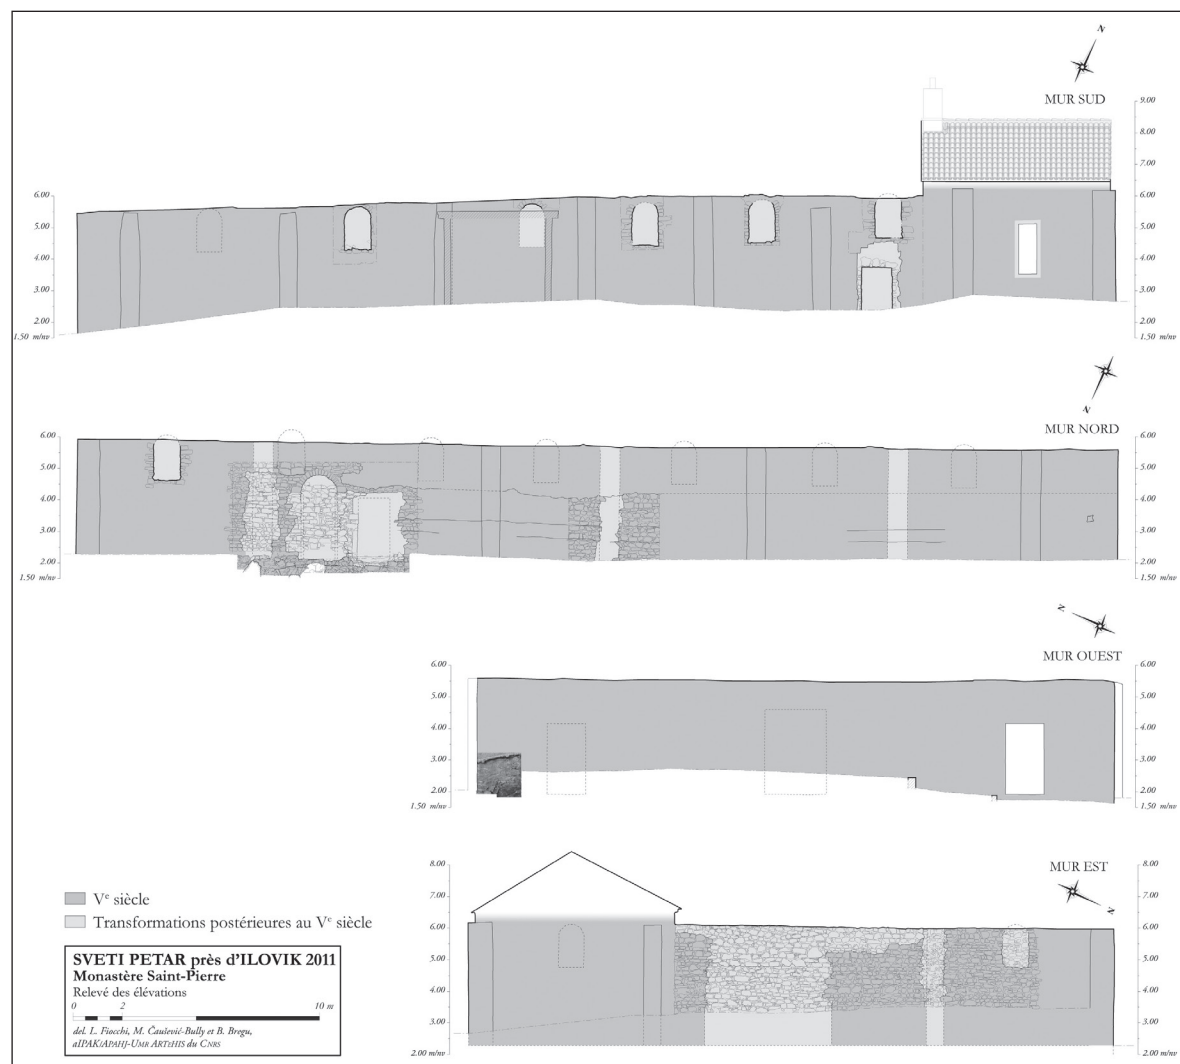 N
MUR SUD
9.00
8.00
7.00
6.00 6.00
5.00 5.00
4.00 4.00
3.00 3.00
2.00 2.00
1.50 m/nv 1.50 m/nv
N
MUR NORD
6.00 6.00
5.00 5.00
4.00 4.00
3.00 3.00
2.00 2.00
1.50 m/nv 1.50 m/nv
N
MUR OUEST
6.00 6.00
5.00 5.00
4.00 4.00
3.00 3.00
2.00 2.00
1.50 m/nv 1.50 m/nv
MUR EST
N
8.00 8.00
7.00 7.00
6.00 6.00
5.00 5.00
4.00 4.00
3.00 3.00
2.00 m/nv 2.00 m/nv
Ve siècle
Transformations postérieures au Ve siècle
SVETI PETAR près d'ILOVIK 2011
Monastère Saint-Pierre
Relevé des élévations
0 2 10 m
del. L. Fiocchi, M. Čaušević-Bully et B. Bregu,
aIPAK/APAHJ-UMR ARTEHIS du CNRS